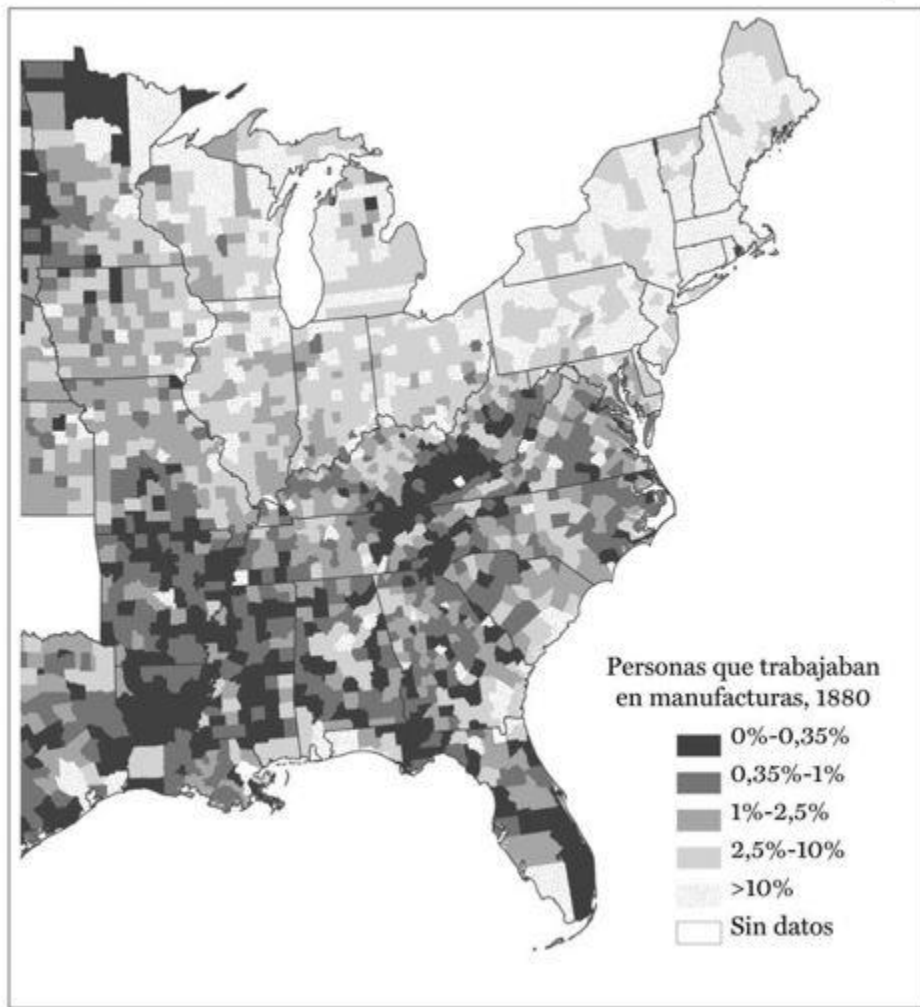 Personas que trabajaban
en manufacturas, 1880
0%-0,35%
0,35%-1%
1%-2,5%
2,5%-10%
>10%
Sin datos